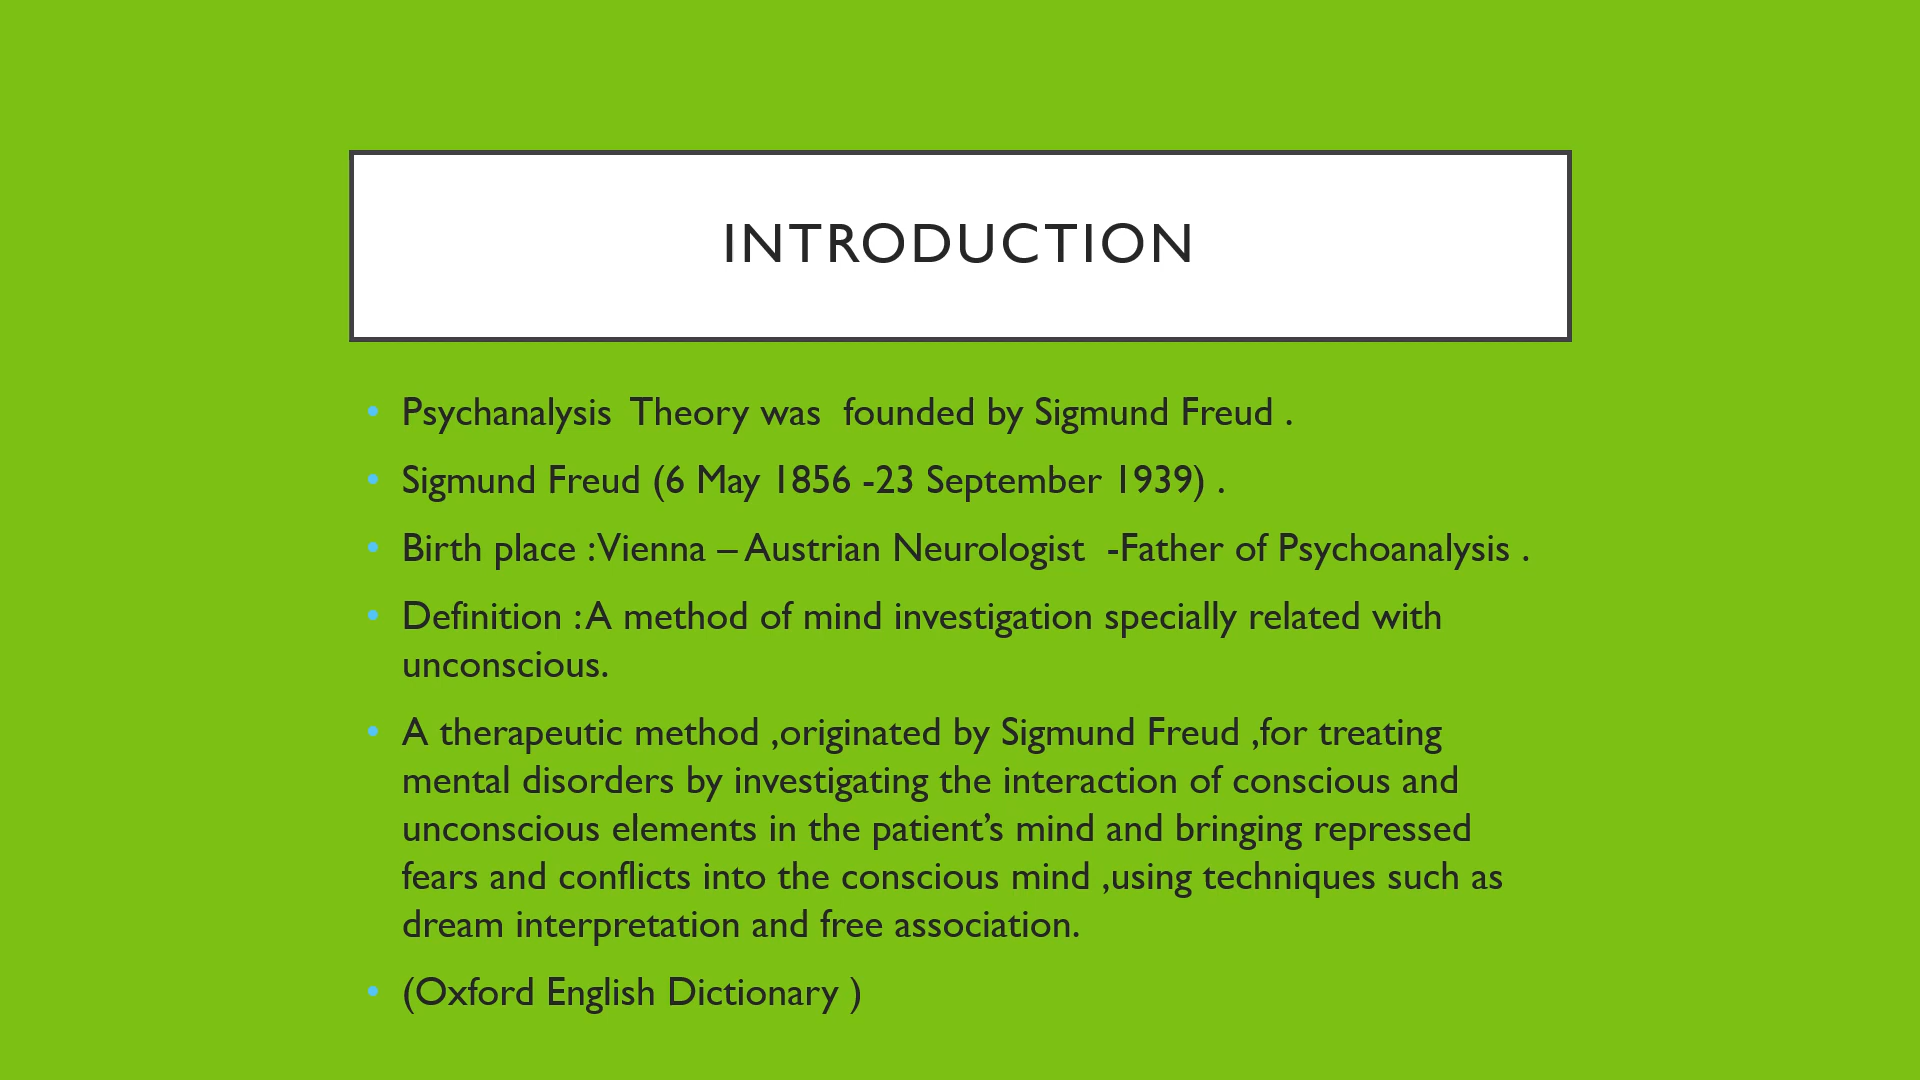 INTRODUCTION
• Psychanalysis  Theory was  founded by Sigmund Freud .
• Sigmund Freud (6 May 1856 -23 September 1939) .
• Birth place :Vienna – Austrian Neurologist  -Father of Psychoanalysis .
• Definition : A method of mind investigation specially related with
unconscious.
• A therapeutic method ,originated by Sigmund Freud ,for treating
mental disorders by investigating the interaction of conscious and
unconscious elements in the patient’s mind and bringing repressed
fears and conflicts into the conscious mind ,using techniques such as
dream interpretation and free association.
• (Oxford English Dictionary )